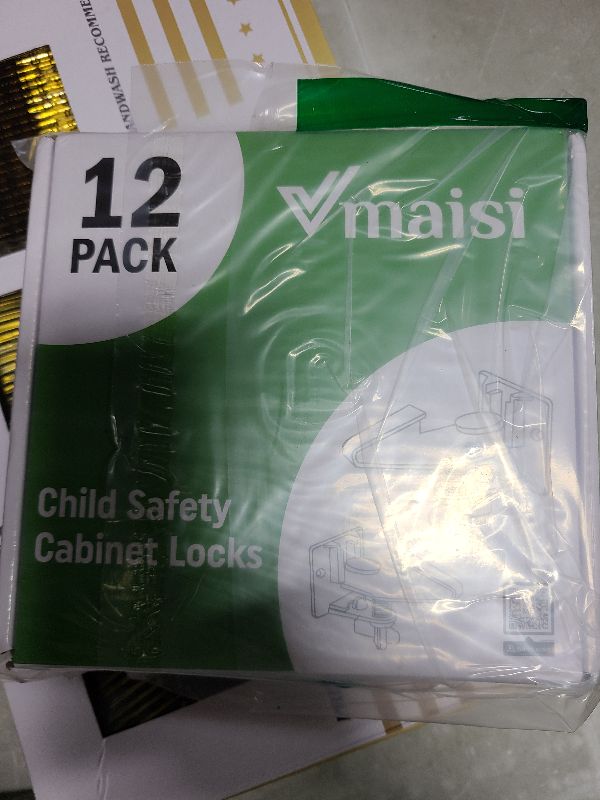 ANDWASH RECOMME
12
PACK
Vmaisi
Child Safety
Cabinet Locks